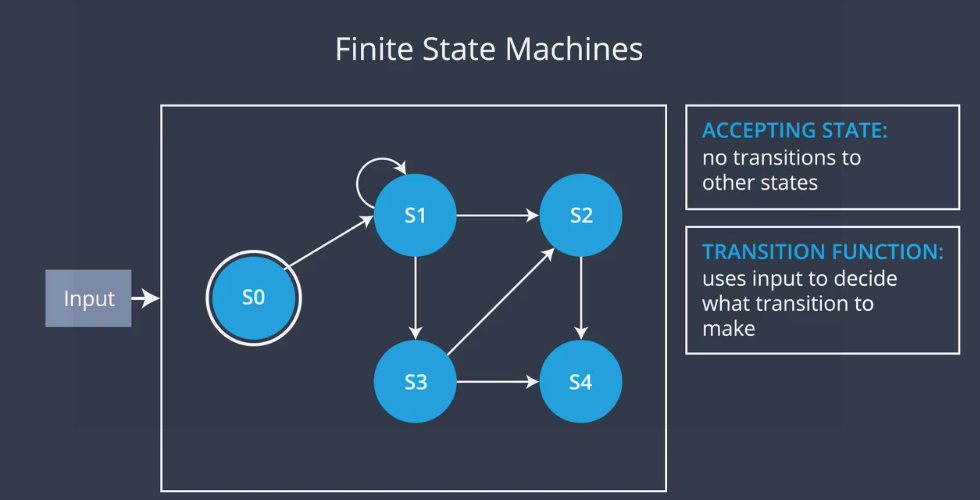 Finite State Machines
Input
S0
S1
S2
S3
S4
ACCEPTING STATE:
no transitions to
other states
TRANSITION FUNCTION:
uses input to decide
what transition to
make